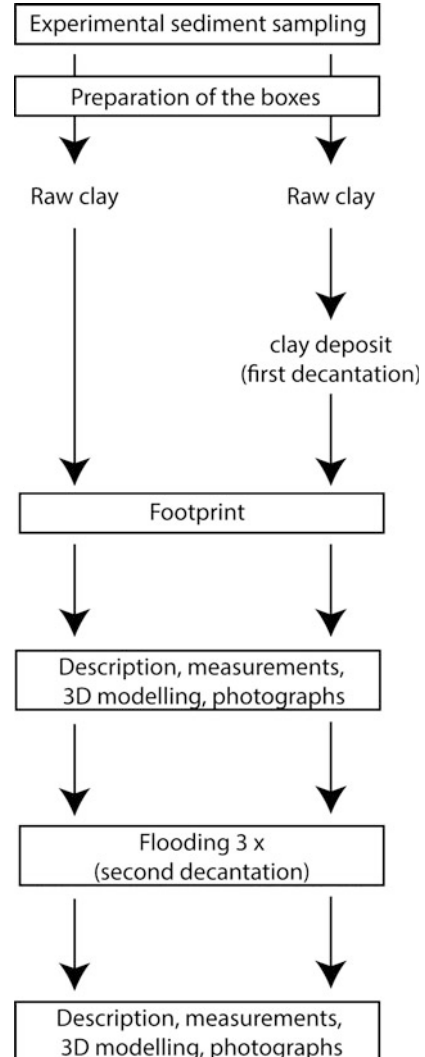 Experimental sediment sampling
Preparation of the boxes
Raw clay
Raw clay
clay deposit
(first decantation)
Footprint
Description, measurements,
3D modelling, photographs
Flooding 3 x
(second decantation)
Description, measurements,
3D modelling, photographs